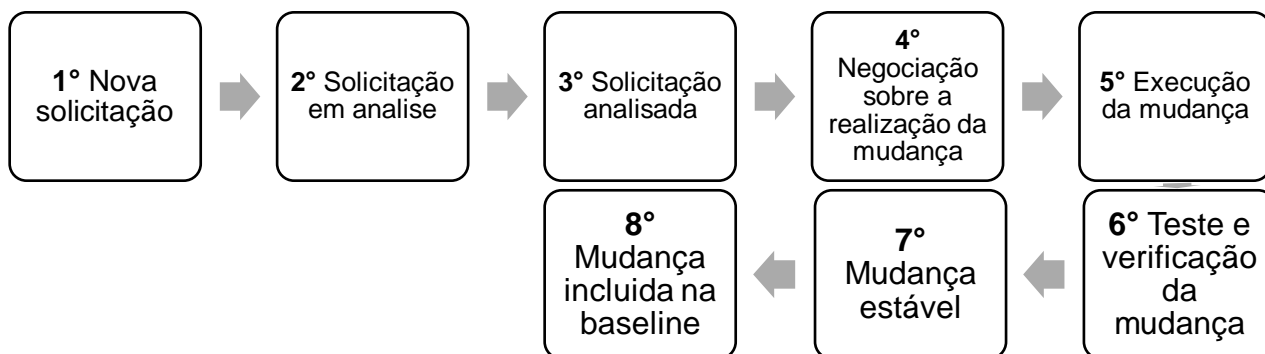 1° Nova
solicitação
2° Solicitação
em analise
3° Solicitação
analisada
4°
Negociação
sobre a
realização da
mudança
5° Execução
da mudança
6° Teste e
verificação
da
mudança
7°
Mudança
estável
8°
Mudança
incluida na
baseline